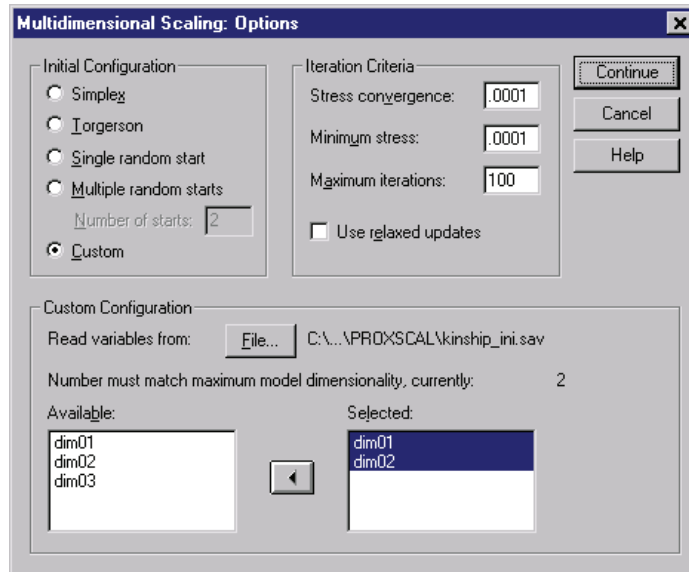 Multidimensional Scaling: Options
Initial Configuration
Simplex
Torgerson
Single random start
Multiple random starts
Number of starts: 2
Custom
Iteration Criteria
Stress convergence: .0001
Minimum stress: .0001
Maximum iterations: 100
Use relaxed updates
Continue
Cancel
Help
Custom Configuration
Read variables from: File... C:\...\PROXSCAL\kinship_ini.sav
Number must match maximum model dimensionality, currently: 2
Available:
dim01
dim02
dim03
Selected:
dim01
dim02